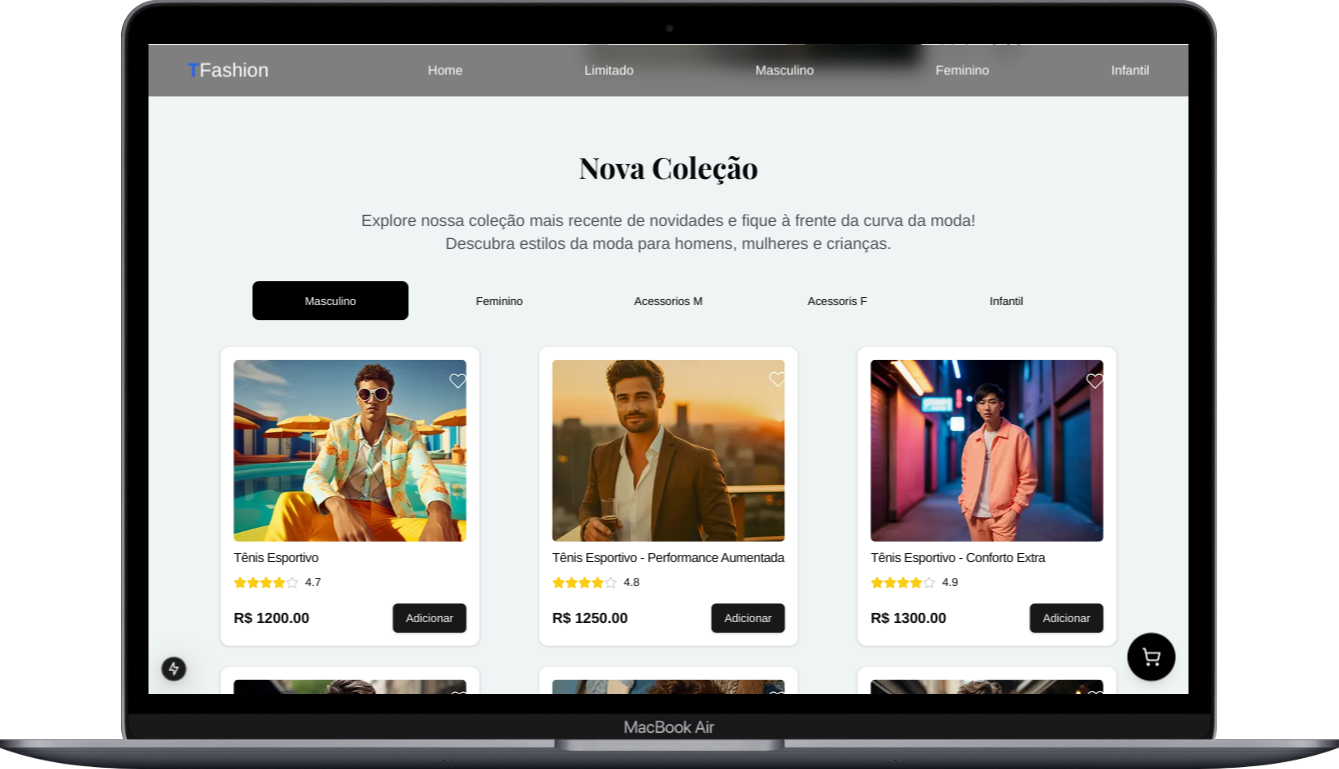 TFashion Home Limitado Masculino Feminino Infantil
Nova Coleção
Explore nossa coleção mais recente de novidades e fique à frente da curva da moda!
Descubra estilos da moda para homens, mulheres e crianças.
Masculino Feminino Acessorios M Acessoris F Infantil
Tênis Esportivo
4.7
R$ 1200.00 Adicionar
Tênis Esportivo - Performance Aumentada
4.8
R$ 1250.00 Adicionar
Tênis Esportivo - Conforto Extra
4.9
R$ 1300.00 Adicionar
MacBook Air